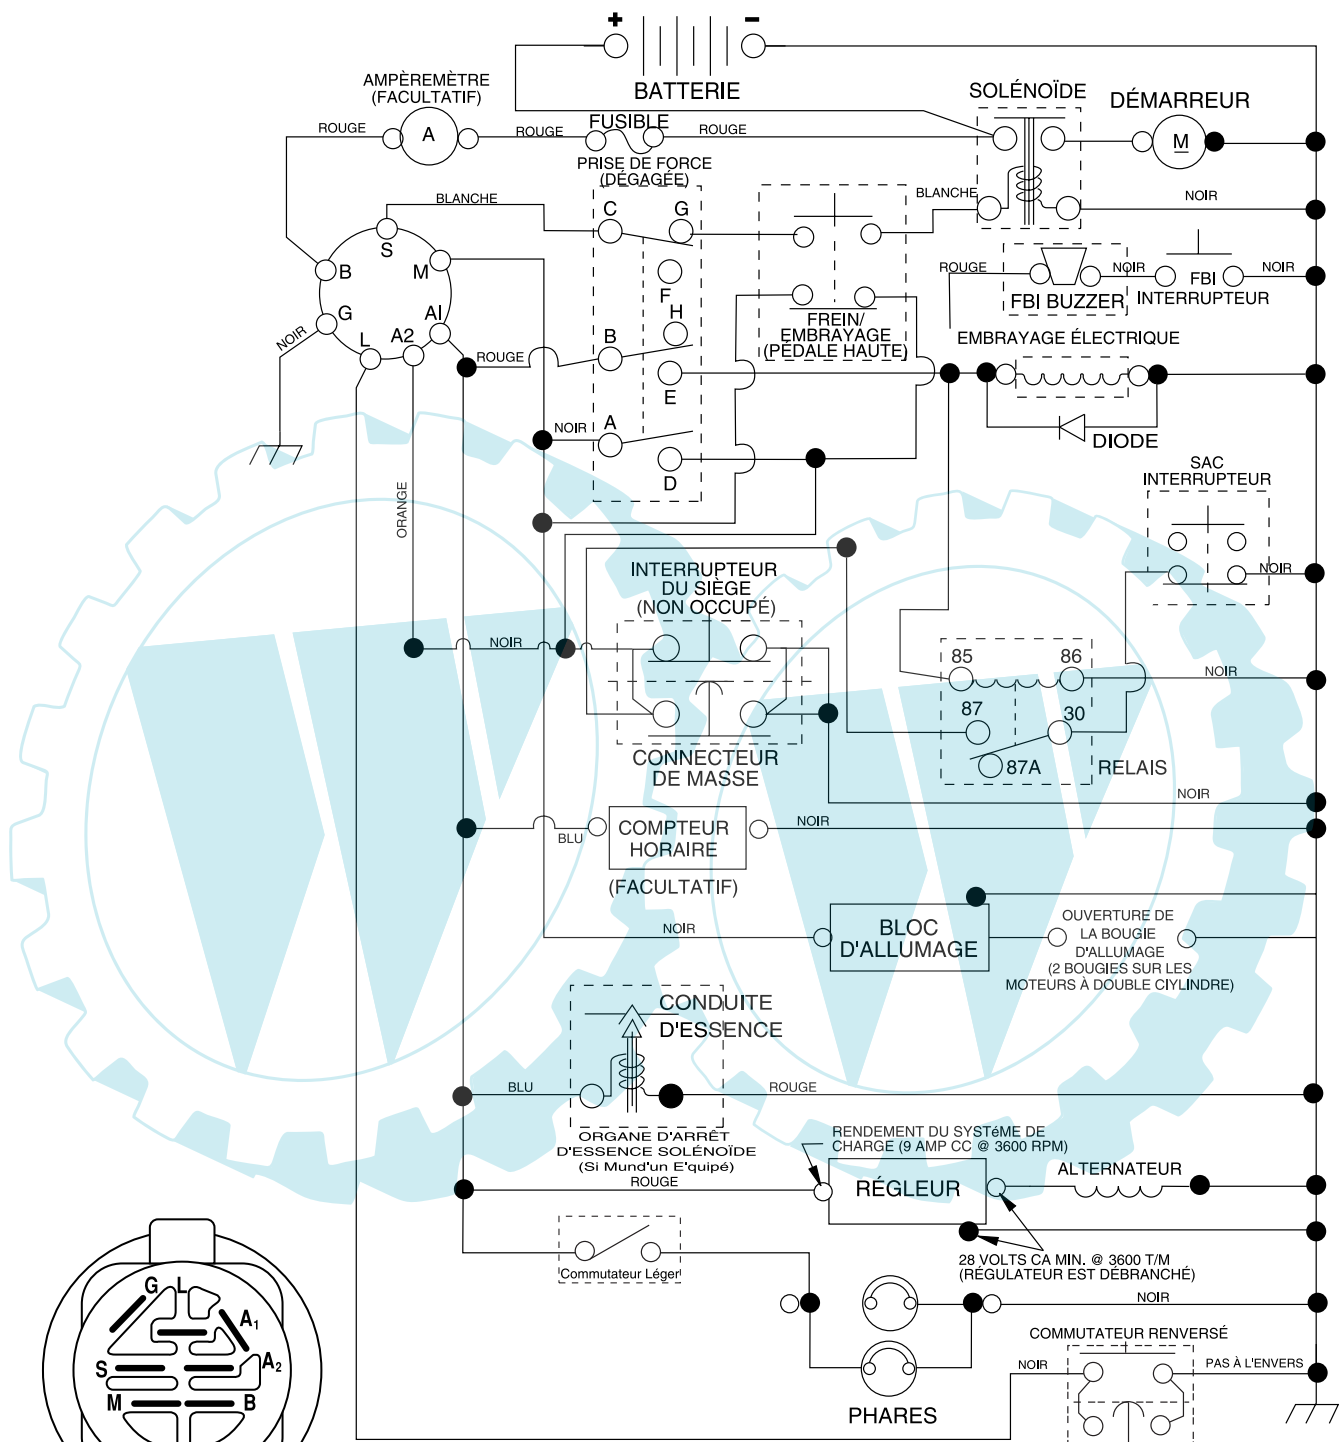 + −
BATTERIE
AMPÈREMÈTRE
(FACULTATIF)
SOLÉNOÏDE
DÉMARREUR
ROUGE
A
ROUGE
FUSIBLE
ROUGE
M
PRISE DE FORCE
(DÉGAGÉE)
BLANCHE
BLANCHE
NOIR
C
G
S
M
B
G
L
A2
AI
F
H
B
E
A
D
NOIR
ROUGE
NOIR
ORANGE
FREIN/
EMBRAYAGE
(PÉDALE HAUTE)
ROUGE
FBI BUZZER
NOIR
FBI
INTERRUPTEUR
NOIR
EMBRAYAGE ÉLECTRIQUE
DIODE
SAC
INTERRUPTEUR
NOIR
INTERRUPTEUR
DU SIÈGE
(NON OCCUPÉ)
NOIR
CONNECTEUR
DE MASSE
85
86
87
30
87A
RELAIS
NOIR
NOIR
BLU
COMPTEUR
HORAIRE
NOIR
(FACULTATIF)
NOIR
BLOC
D'ALLUMAGE
OUVERTURE DE
LA BOUGIE
D'ALLUMAGE
(2 BOUGIES SUR LES
MOTEURS À DOUBLE CIYLINDRE)
CONDUITE
D'ESSENCE
BLU
ROUGE
ORGANE D'ARRÊT
D'ESSENCE SOLÉNOÏDE
(Si Mund'un E'quipé)
ROUGE
RENDEMENT DU SYSTéME DE
CHARGE (9 AMP CC @ 3600 RPM)
RÉGLEUR
ALTERNATEUR
28 VOLTS CA MIN. @ 3600 T/M
(RÉGULATEUR EST DÉBRANCHÉ)
Commutateur Léger
NOIR
PHARES
COMMUTATEUR RENVERSÉ
NOIR
PAS À L'ENVERS
G L
A1
A2
S
M
B